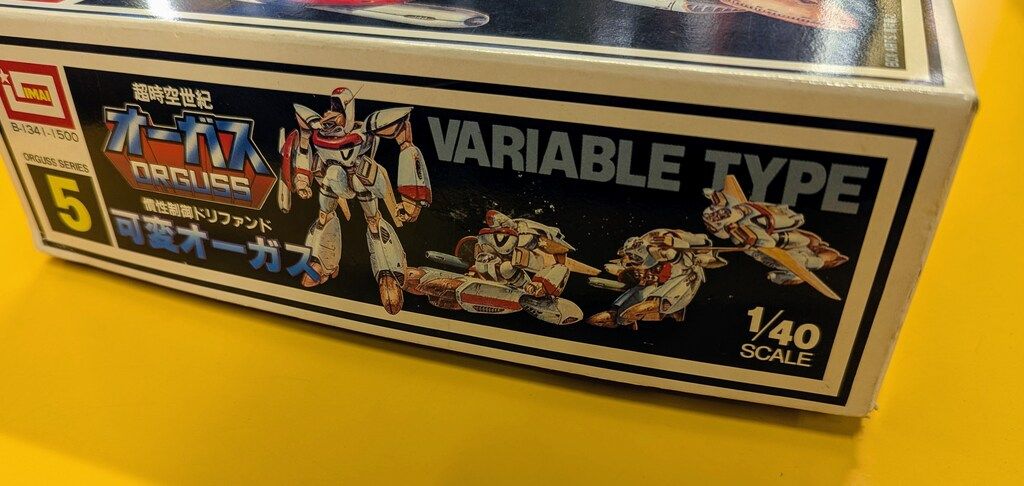 IMAI
B-1341-1500
ORGUSS SERIES
5
超時空世紀
オーガス
ORGUSS
慣性制御ドリファンド
可変オーガス
VARIABLE TYPE
1/40
SCALE